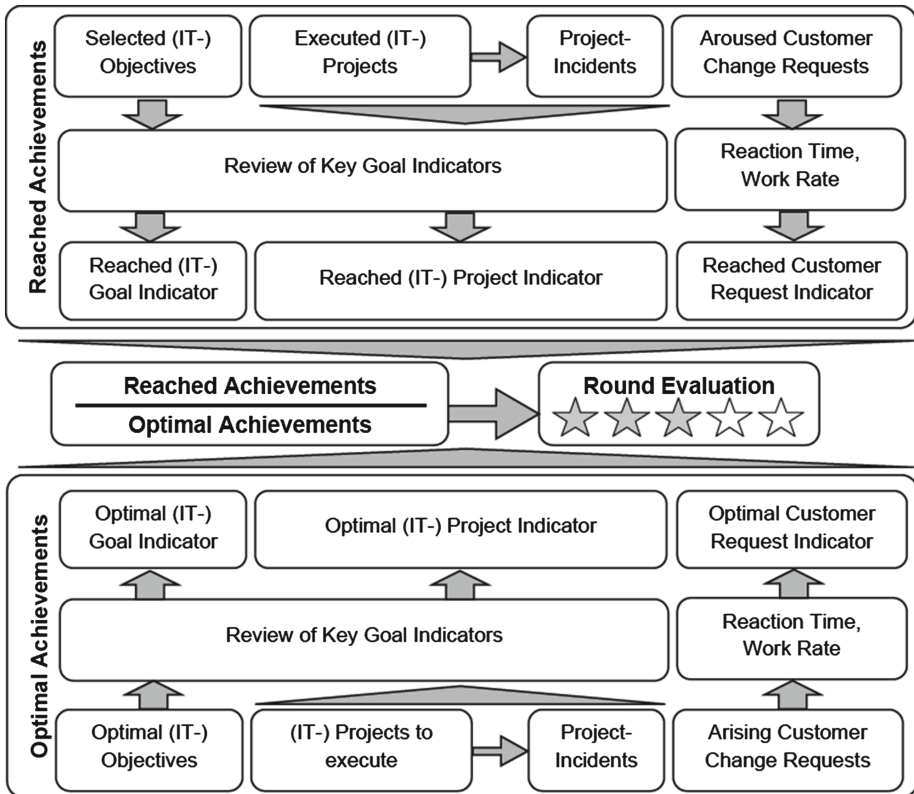 Reached Achievements
Selected (IT-)
Objectives
Executed (IT-)
Projects
Project-
Incidents
Aroused Customer
Change Requests
Review of Key Goal Indicators
Reaction Time,
Work Rate
Reached (IT-)
Goal Indicator
Reached (IT-) Project Indicator
Reached Customer
Request Indicator
Reached Achievements
Optimal Achievements
Round Evaluation
Optimal Achievements
Optimal (IT-)
Goal Indicator
Optimal (IT-) Project Indicator
Optimal Customer
Request Indicator
Review of Key Goal Indicators
Reaction Time,
Work Rate
Optimal (IT-)
Objectives
(IT-) Projects to
execute
Project-
Incidents
Arising Customer
Change Requests